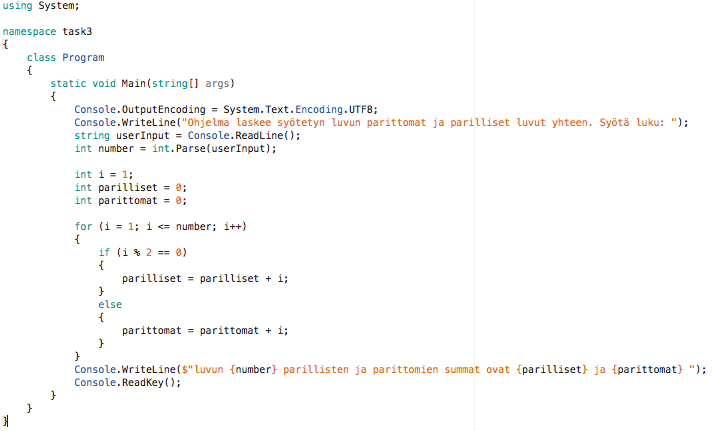 using System;
namespace task3
{
class Program
{
static void Main(string[] args)
{
Console.OutputEncoding = System.Text.Encoding.UTF8;
Console.WriteLine("Ohjelma laskee syötetyn luvun parittomat ja parilliset luvut yhteen. Syötä luku: ");
string userInput = Console.ReadLine();
int number = int.Parse(userInput);
int i = 1;
int parilliset = 0;
int parittomat = 0;
for (i = 1; i <= number; i++)
{
if (i % 2 == 0)
{
parilliset = parilliset + i;
}
else
{
parittomat = parittomat + i;
}
}
Console.WriteLine($"luvun {number} parillisten ja parittomien summat ovat {parilliset} ja {parittomat} ");
Console.ReadKey();
}
}
}